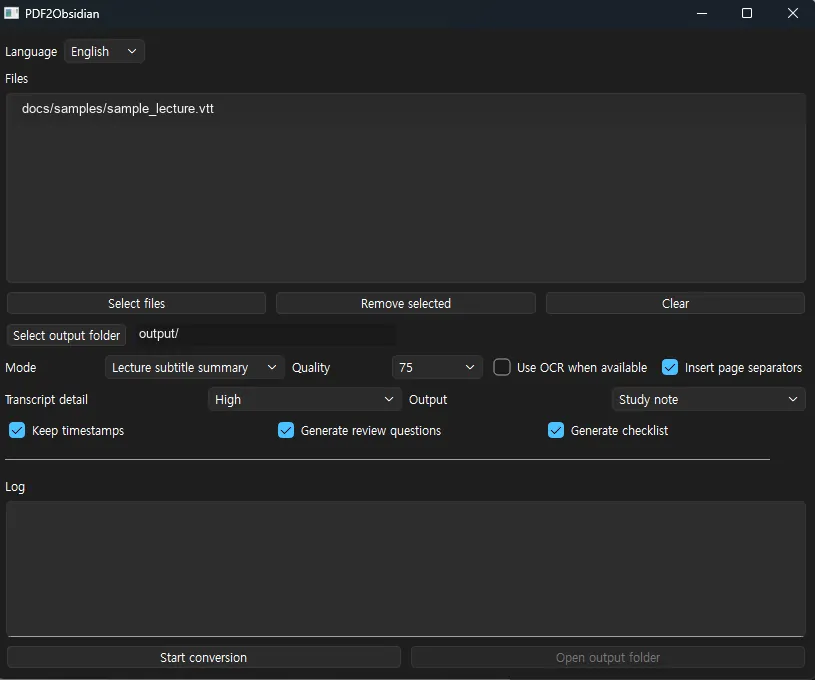 PDF2Obsidian
Language English
Files
docs/samples/sample_lecture.vtt
Select files Remove selected Clear
Select output folder output/
Mode Lecture subtitle summary Quality 75 Use OCR when available Insert page separators
Transcript detail High Output Study note
Keep timestamps Generate review questions Generate checklist
Log
Start conversion Open output folder